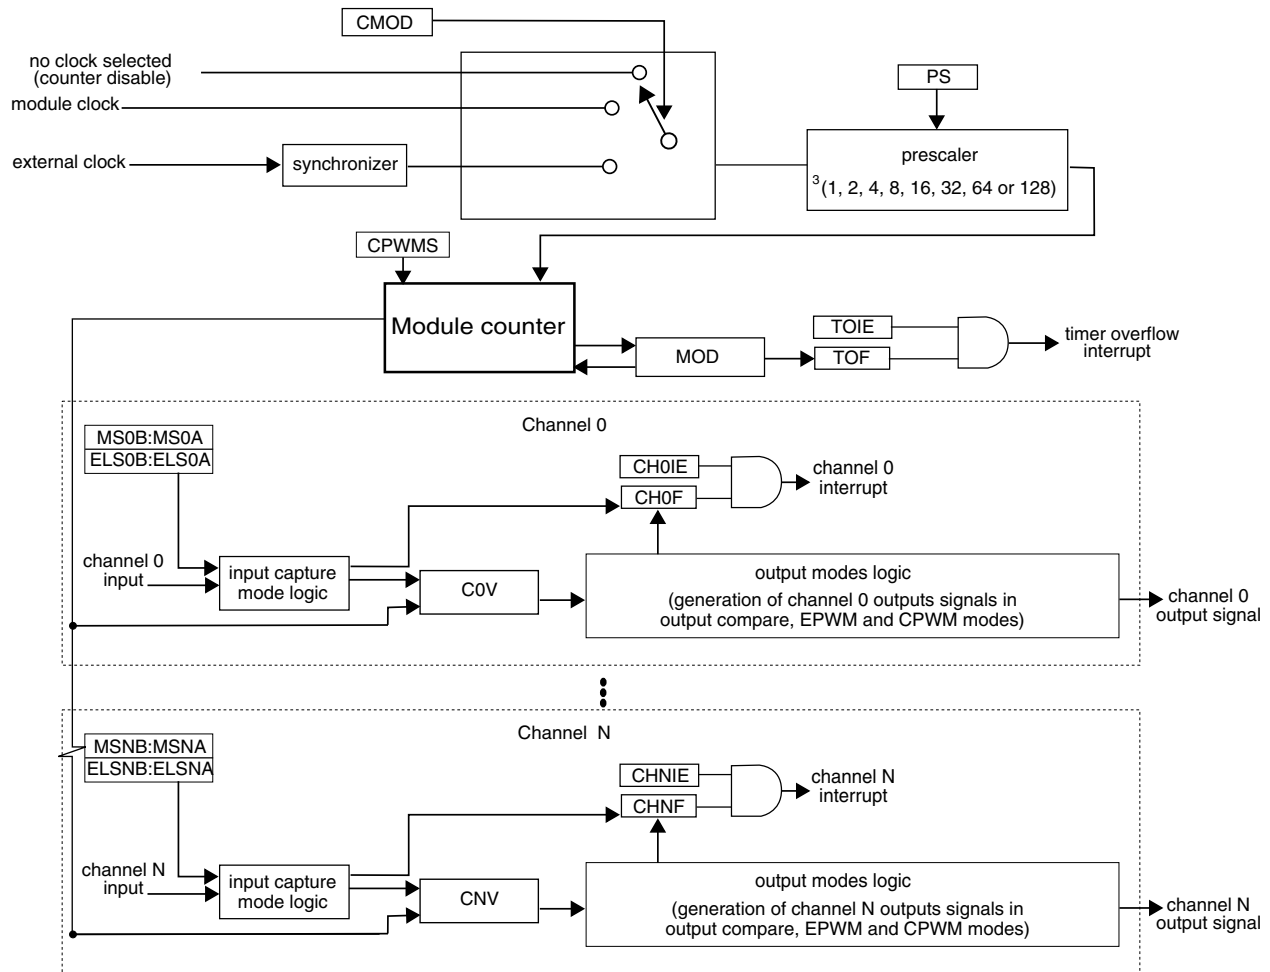 CMOD
no clock selected
(counter disable)
module clock
PS
external clock
synchronizer
prescaler
3(1, 2, 4, 8, 16, 32, 64 or 128)
CPWMS
Module counter
MOD
TOIE
TOF
timer overflow
interrupt
Channel 0
MS0B:MS0A
ELS0B:ELS0A
CH0IE
CH0F
channel 0
interrupt
channel 0
input
input capture
mode logic
C0V
output modes logic
(generation of channel 0 outputs signals in
output compare, EPWM and CPWM modes)
channel 0
output signal
Channel N
MSNB:MSNA
ELSNB:ELSNA
CHNIE
CHNF
channel N
interrupt
channel N
input
input capture
mode logic
CNV
output modes logic
(generation of channel N outputs signals in
output compare, EPWM and CPWM modes)
channel N
output signal